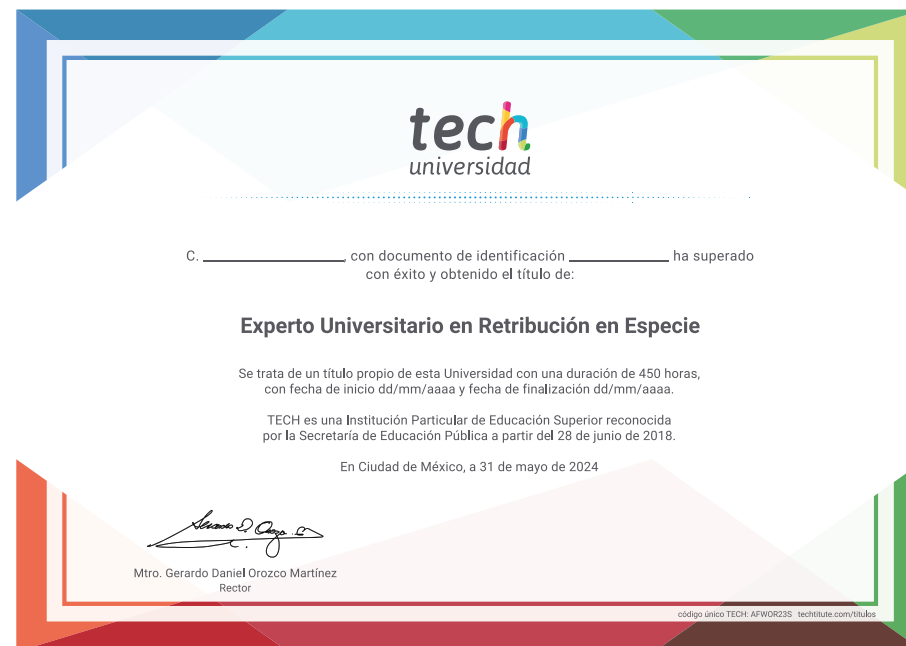 tech
universidad
C. ____________, con documento de identificación ____________ ha superado
con éxito y obtenido el título de:
Experto Universitario en Retribución en Especie
Se trata de un título propio de esta Universidad con una duración de 450 horas,
con fecha de inicio dd/mm/aaaa y fecha de finalización dd/mm/aaaa.
TECH es una Institución Particular de Educación Superior reconocida
por la Secretaría de Educación Pública a partir del 28 de junio de 2018.
En Ciudad de México, a 31 de mayo de 2024
Mtro. Gerardo Daniel Orozco Martínez
Rector
código único TECH: AFWOR23S techtitute.com/titulos